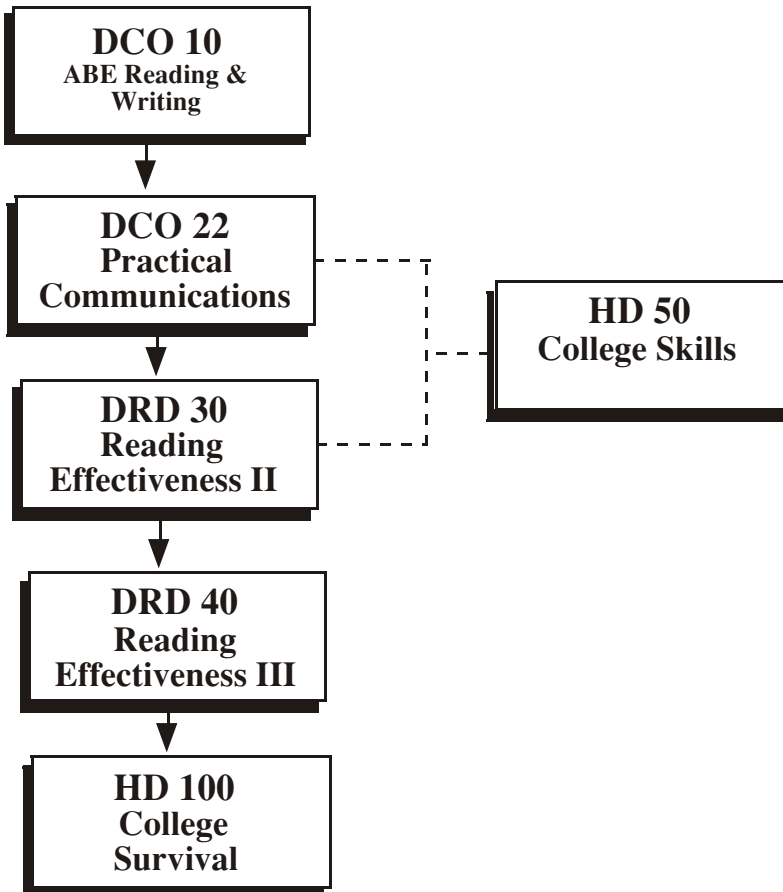 DCO 10
ABE Reading &
Writing
DCO 22
Practical
Communications
DRD 30
Reading
Effectiveness II
DRD 40
Reading
Effectiveness III
HD 100
College
Survival
HD 50
College Skills